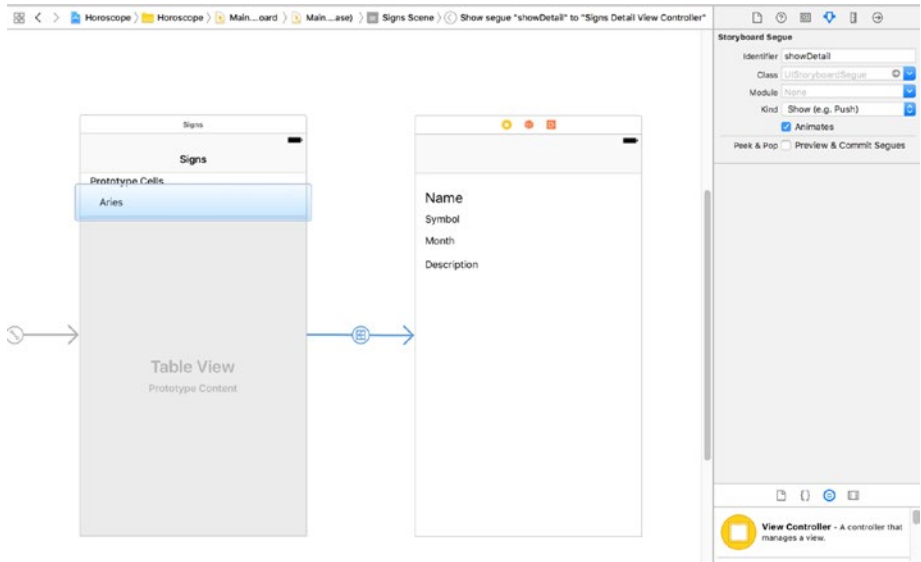 Horoscope Horoscope Main....oard Main....ase) Signs Scene Show segue "showDetail" to "Signs Detail View Controller"
Storyboard Segue
Identifier showDetail
Class UIStoryboardSegue
Module None
Kind Show (e.g. Push)
Animates
Peek & Pop Preview & Commit Segues
Signs
Signs
Prototype Cells
Aries
Table View
Prototype Content
Name
Symbol
Month
Description
{}
View Controller - A controller that
manages a view.